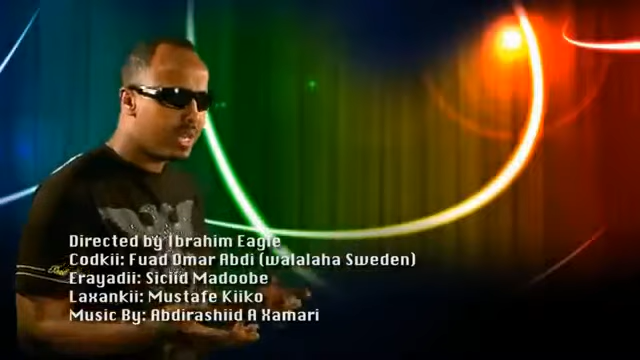 Directed by Ibrahim Eagle
Codkii: Fuad Omar Abdi (walalaha Sweden)
Erayadii: Siciid Madoobe
Laxankii: Mustafe Kiiko
Music By: Abdirashiid A Xamari